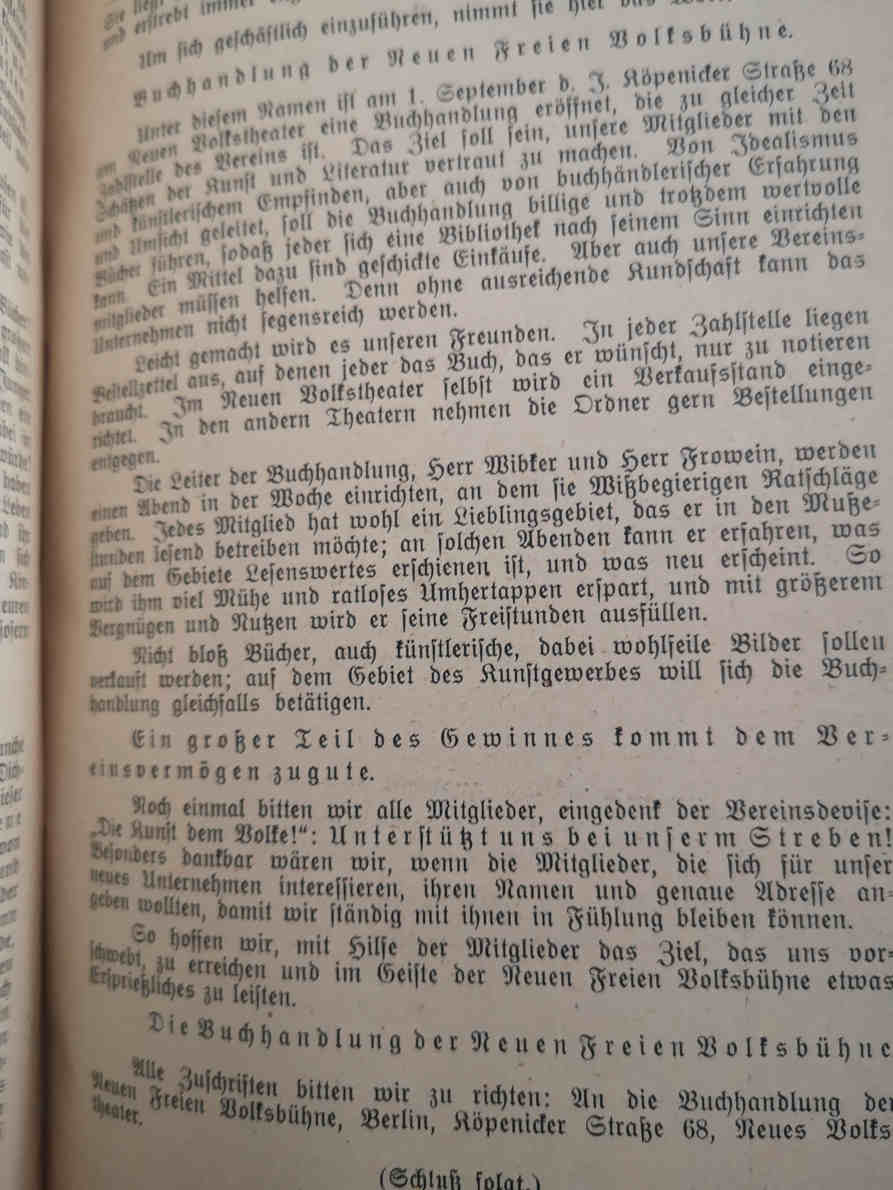 und erstrebt immer
Um sich geschäftlich einzuführen, nimmt sie hier das
Buchhandlung der Neuen Freien Volksbühne.
Unter diesem Namen ist am 1. September d. J. Köpenicker Straße 68
im Neuen Volkstheater eine Buchhandlung eröffnet, die zu gleicher Zeit
Zahlstelle des Vereins ist. Das Ziel soll sein, unsere Mitglieder mit den
Schätzen der Kunst und Literatur vertraut zu machen. Von Idealismus
und künstlerischem Empfinden, aber auch von buchhändlerischer Erfahrung
und Umsicht geleitet, soll die Buchhandlung billige und trotzdem wertvolle
Bücher führen, sodaß jeder sich eine Bibliothek nach seinem Sinn einrichten
kann. Ein Mittel dazu sind geschickte Einkäufe. Aber auch unsere Vereins-
mitglieder müssen helfen. Denn ohne ausreichende Kundschaft kann das
Unternehmen nicht segensreich werden.
Leicht gemacht wird es unseren Freunden. In jeder Zahlstelle liegen
Bestellzettel aus, auf denen jeder das Buch, das er wünscht, nur zu notieren
braucht. Im Neuen Volkstheater selbst wird ein Verkaufsstand einge-
richtet. In den andern Theatern nehmen die Ordner gern Bestellungen
entgegen.
Die Leiter der Buchhandlung, Herr Wibker und Herr Frowein, werden
einen Abend in der Woche einrichten, an dem sie Wißbegierigen Ratschläge
geben. Jedes Mitglied hat wohl ein Lieblingsgebiet, das er in den Muße-
stunden lesend betreiben möchte; an solchen Abenden kann er erfahren, was
auf dem Gebiete Lesenswertes erschienen ist, und was neu erscheint. So
wird ihm viel Mühe und ratloses Umhertappen erspart, und mit größerem
Vergnügen und Nutzen wird er seine Freistunden ausfüllen.
Nicht bloß Bücher, auch künstlerische, dabei wohlfeile Bilder sollen
verkauft werden; auf dem Gebiet des Kunstgewerbes will sich die Buch-
handlung gleichfalls betätigen.
Ein großer Teil des Gewinnes kommt dem Ver-
einsvermögen zugute.
Noch einmal bitten wir alle Mitglieder, eingedenk der Vereinsdevise:
„Die Kunst dem Volke!“: Unterstützt uns bei unserm Streben!
Besonders dankbar wären wir, wenn die Mitglieder, die sich für unser
neues Unternehmen interessieren, ihren Namen und genaue Adresse an-
geben wollten, damit wir ständig mit ihnen in Fühlung bleiben können.
So hoffen wir, mit Hilfe der Mitglieder das Ziel, das uns vor-
schwebt, zu erreichen und im Geiste der Neuen Freien Volksbühne etwas
Ersprießliches zu leisten.
Die Buchhandlung der Neuen Freien Volksbühne
Alle Zuschriften bitten wir zu richten: An die Buchhandlung der
Neuen Freien Volksbühne, Berlin, Köpenicker Straße 68, Neues Volks
theater.
(Schluß folgt.)